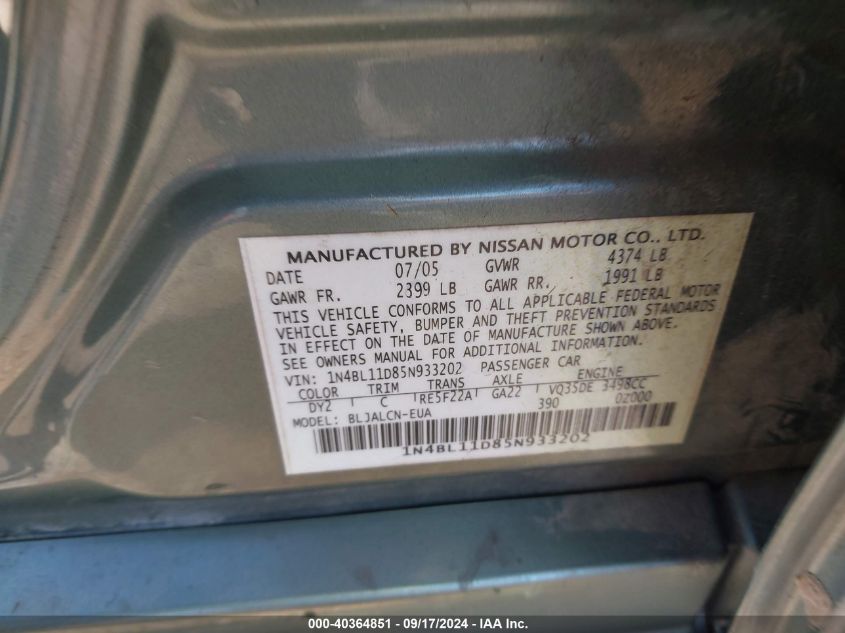 MANUFACTURED BY NISSAN MOTOR CO., LTD.
DATE 07/05 GVWR 4374 LB
GAWR FR. 2399 LB GAWR RR. 1991 LB
THIS VEHICLE CONFORMS TO ALL APPLICABLE FEDERAL MOTOR
VEHICLE SAFETY, BUMPER AND THEFT PREVENTION STANDARDS
IN EFFECT ON THE DATE OF MANUFACTURE SHOWN ABOVE.
SEE OWNERS MANUAL FOR ADDITIONAL INFORMATION.
VIN: 1N4BL11D85N933202 PASSENGER CAR
COLOR TRIM TRANS AXLE ENGINE
DY2 C RE5F22A GA22 VQ35DE 3498CC
MODEL: BLJALCN-EUA 390 0Z000
1N4BL11D85N933202
000-40364851 - 09/17/2024 - IAA Inc.